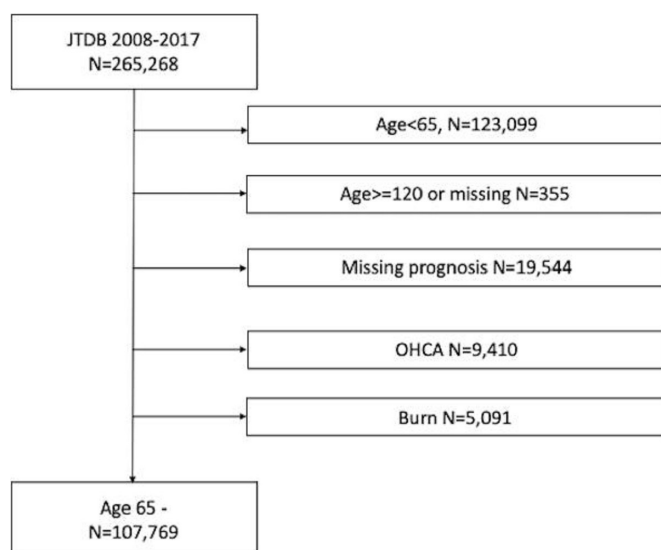 JTDB 2008-2017
N=265,268
Age<65, N=123,099
Age>=120 or missing N=355
Missing prognosis N=19,544
OHCA N=9,410
Burn N=5,091
Age 65 -
N=107,769